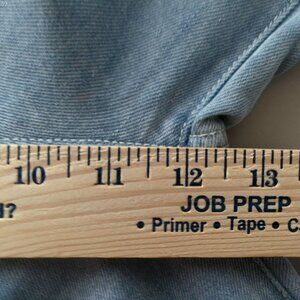 10 11 12 13
JOB PREP
?
• Primer • Tape • C